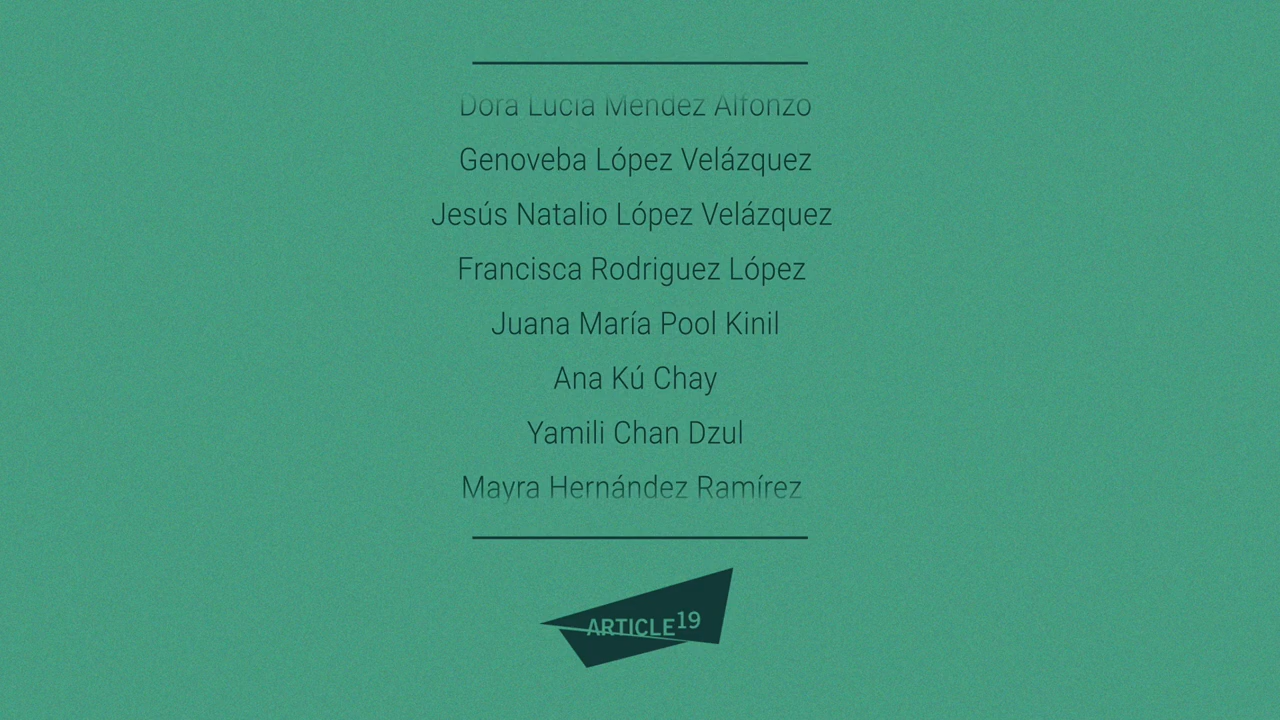 Dora Lucía Méndez Alfonzo
Genoveba López Velázquez
Jesús Natalio López Velázquez
Francisca Rodriguez López
Juana María Pool Kinil
Ana Kú Chay
Yamili Chan Dzul
Mayra Hernández Ramírez
ARTICLE19